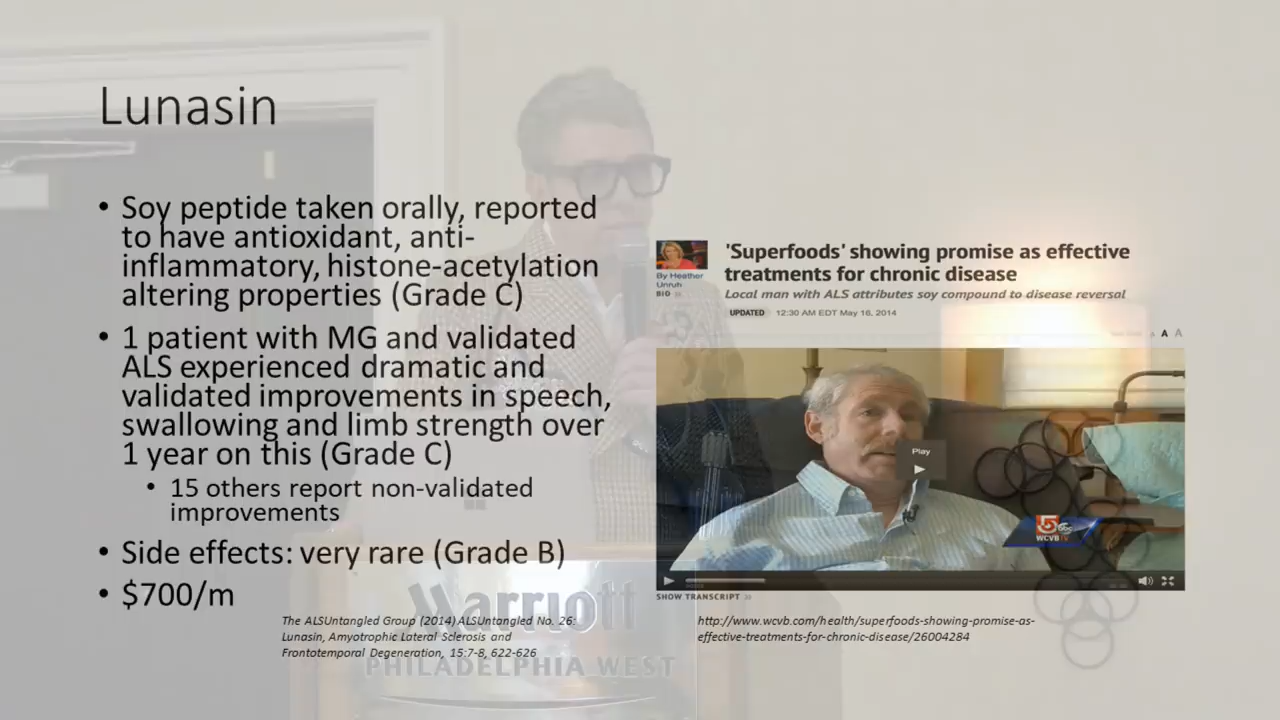 Lunasin
• Soy peptide taken orally, reported
to have antioxidant, anti-
inflammatory, histone-acetylation
altering properties (Grade C)
• 1 patient with MG and validated
ALS experienced dramatic and
validated improvements in speech,
swallowing and limb strength over
1 year on this (Grade C)
• 15 others report non-validated
improvements
• Side effects: very rare (Grade B)
• $700/m
The ALSUntangled Group (2014) ALSUntangled No. 26:
Lunasin, Amyotrophic Lateral Sclerosis and
Frontotemporal Degeneration, 15:7-8, 622-626
By Heather
Unruh
BIO
'Superfoods' showing promise as effective
treatments for chronic disease
Local man with ALS attributes soy compound to disease reversal
UPDATED 12:30 AM EDT May 16, 2014
A A A
Play
5 abc
WCVB TV
SHOW TRANSCRIPT
http://www.wcvb.com/health/superfoods-showing-promise-as-
effective-treatments-for-chronic-disease/26004284
Marriott
PHILADELPHIA WEST